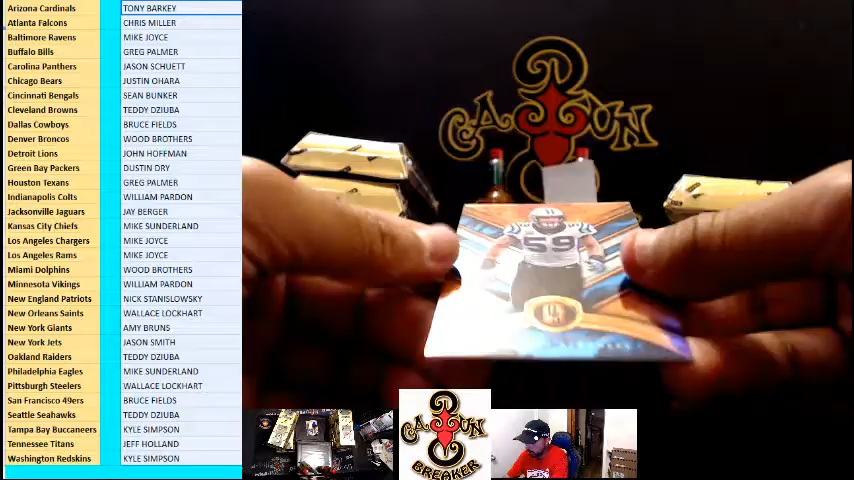 Arizona Cardinals TONY BARKEY
Atlanta Falcons CHRIS MILLER
Baltimore Ravens MIKE JOYCE
Buffalo Bills GREG PALMER
Carolina Panthers JASON SCHUETT
Chicago Bears JUSTIN OHARA
Cincinnati Bengals SEAN BUNKER
Cleveland Browns TEDDY DZIUBA
Dallas Cowboys BRUCE FIELDS
Denver Broncos WOOD BROTHERS
Detroit Lions JOHN HOFFMAN
Green Bay Packers DUSTIN DRY
Houston Texans GREG PALMER
Indianapolis Colts WILLIAM PARDON
Jacksonville Jaguars JAY BERGER
Kansas City Chiefs MIKE SUNDERLAND
Los Angeles Chargers MIKE JOYCE
Los Angeles Rams MIKE JOYCE
Miami Dolphins WOOD BROTHERS
Minnesota Vikings WILLIAM PARDON
New England Patriots NICK STANISLOWSKY
New Orleans Saints WALLACE LOCKHART
New York Giants AMY BRUNS
New York Jets JASON SMITH
Oakland Raiders TEDDY DZIUBA
Philadelphia Eagles MIKE SUNDERLAND
Pittsburgh Steelers WALLACE LOCKHART
San Francisco 49ers BRUCE FIELDS
Seattle Seahawks TEDDY DZIUBA
Tampa Bay Buccaneers KYLE SIMPSON
Tennessee Titans JEFF HOLLAND
Washington Redskins KYLE SIMPSON
CAJUN
59
CAJUN
BREAKER